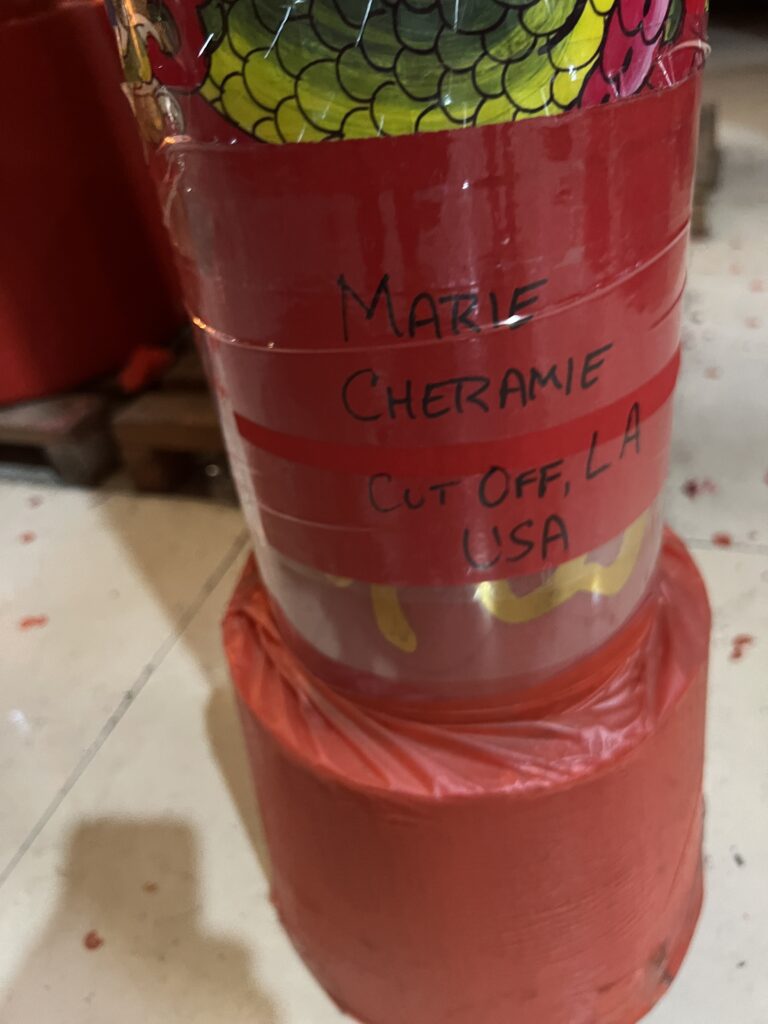 MARIE
CHERAMIE
CUT OFF, LA
USA